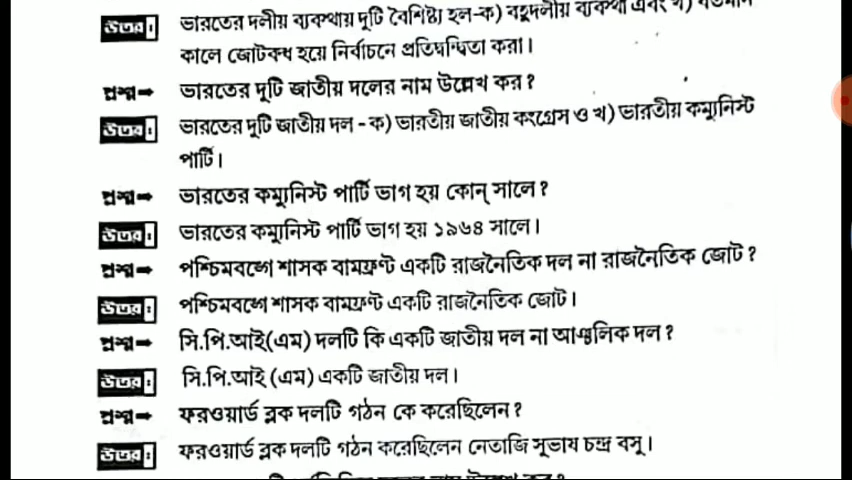 উত্তর: ভারতের দলীয় ব্যবস্থায় দুটি বৈশিষ্ট্য হল-ক) বহুদলীয় ব্যবস্থা এবং খ) বর্তমান
কালে জোটবদ্ধ হয়ে নির্বাচনে প্রতিদ্বন্দ্বিতা করা।
প্রশ্ন➡ ভারতের দুটি জাতীয় দলের নাম উল্লেখ কর?
উত্তর: ভারতের দুটি জাতীয় দল - ক) ভারতীয় জাতীয় কংগ্রেস ও খ) ভারতীয় কম্যুনিস্ট
পার্টি।
প্রশ্ন➡ ভারতের কম্যুনিস্ট পার্টি ভাগ হয় কোন্ সালে?
উত্তর: ভারতের কম্যুনিস্ট পার্টি ভাগ হয় ১৯৬৪ সালে।
প্রশ্ন➡ পশ্চিমবঙ্গে শাসক বামফ্রণ্ট একটি রাজনৈতিক দল না রাজনৈতিক জোট?
উত্তর: পশ্চিমবঙ্গে শাসক বামফ্রণ্ট একটি রাজনৈতিক জোট।
প্রশ্ন➡ সি.পি.আই(এম) দলটি কি একটি জাতীয় দল না আঞ্চলিক দল?
উত্তর: সি.পি.আই (এম) একটি জাতীয় দল।
প্রশ্ন➡ ফরওয়ার্ড ব্লক দলটি গঠন কে করেছিলেন?
উত্তর: ফরওয়ার্ড ব্লক দলটি গঠন করেছিলেন নেতাজি সুভাষ চন্দ্র বসু।